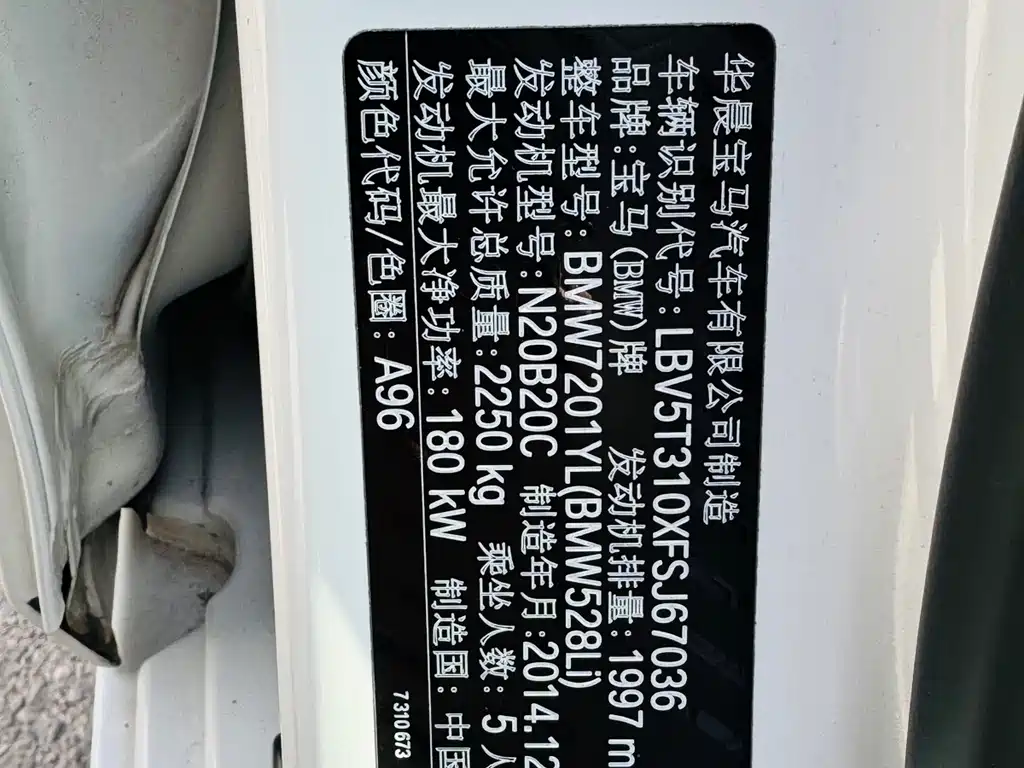 华晨宝马汽车有限公司制造
车辆识别代号:LBV5T310XFSJ67036
品牌:宝马(BMW)牌 发动机排量:1997 m
整车型号:BMW7201YL(BMW528Li)
发动机型号:N20B20C 制造年月:2014.12
最大允许总质量:2250 kg 乘坐人数:5人
发动机最大净功率:180 kW 制造国:中国
颜色代码/色圈:A96
7310673